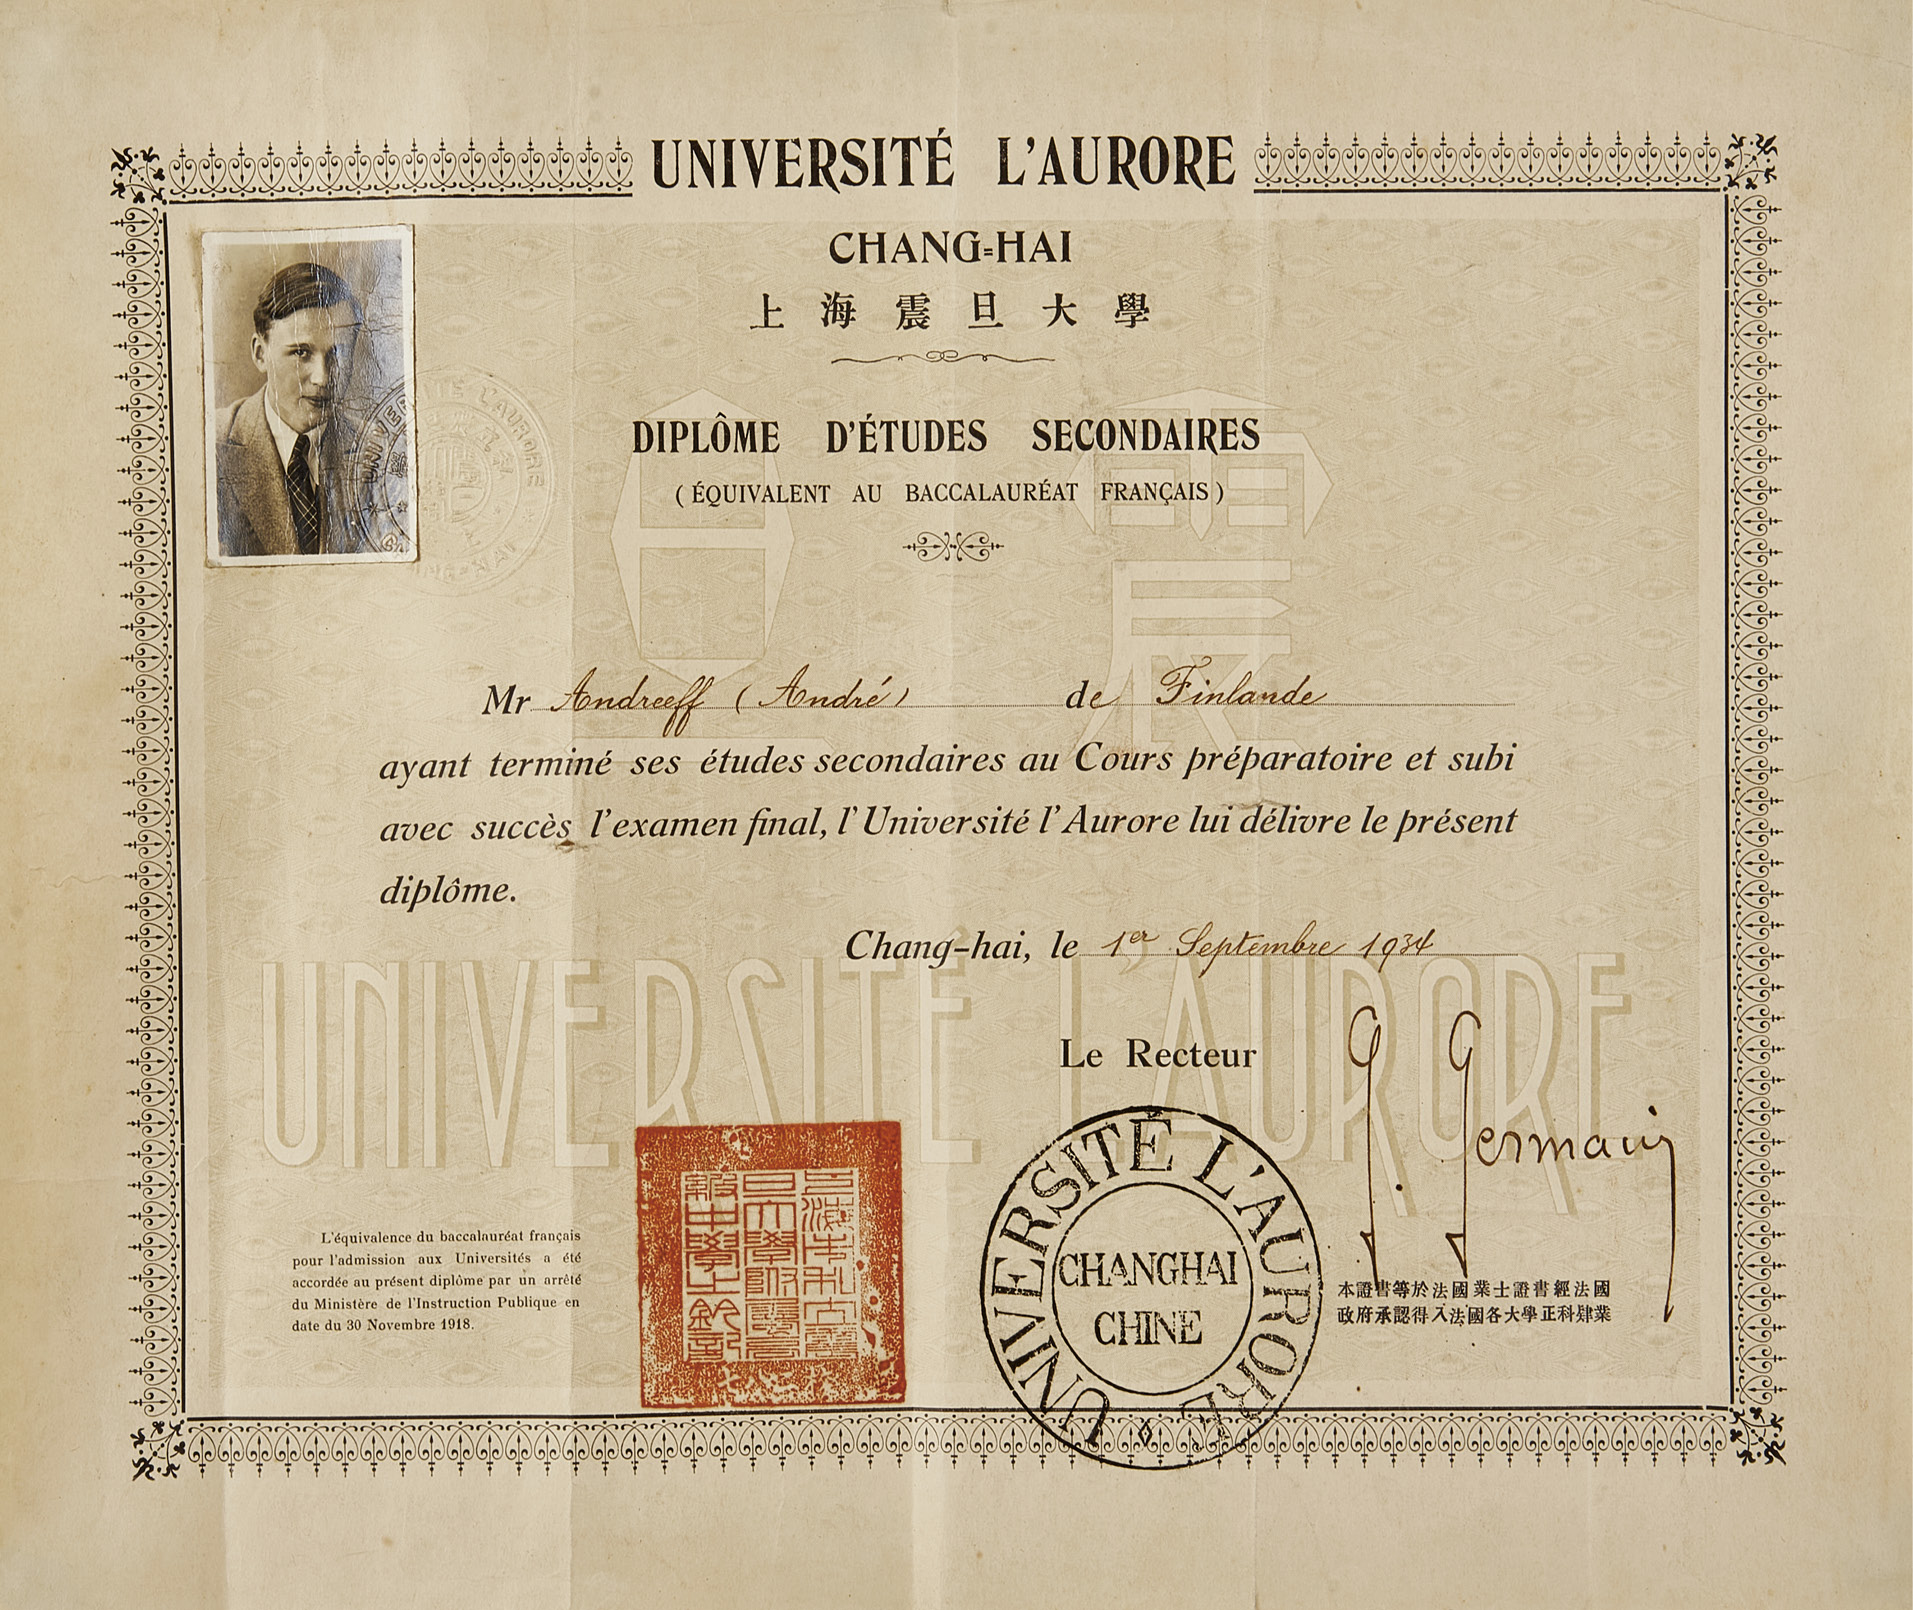 UNIVERSITÉ L'AURORE
CHANG-HAI
上海震旦大學
DIPLÔME D'ÉTUDES SECONDAIRES
(ÉQUIVALENT AU BACCALAURÉAT FRANÇAIS)
Mr Andreeff (André) de Finlande
ayant terminé ses études secondaires au Cours préparatoire et subi
avec succès l'examen final, l'Université l'Aurore lui délivre le présent
diplôme.
Chang-hai, le 1er Septembre 1934
UNIVERSITÉ L'AURORE
Le Recteur
G. Germain
L'équivalence du baccalauréat français
pour l'admission aux Universités a été
accordée au présent diplôme par un arrêté
du Ministère de l'Instruction Publique en
date du 30 Novembre 1918.
UNIVERSITÉ L'AURORE
CHANGHAI
CHINE
本證書等於法國業士證書經法國
政府承認得入法國各大學正科肄業